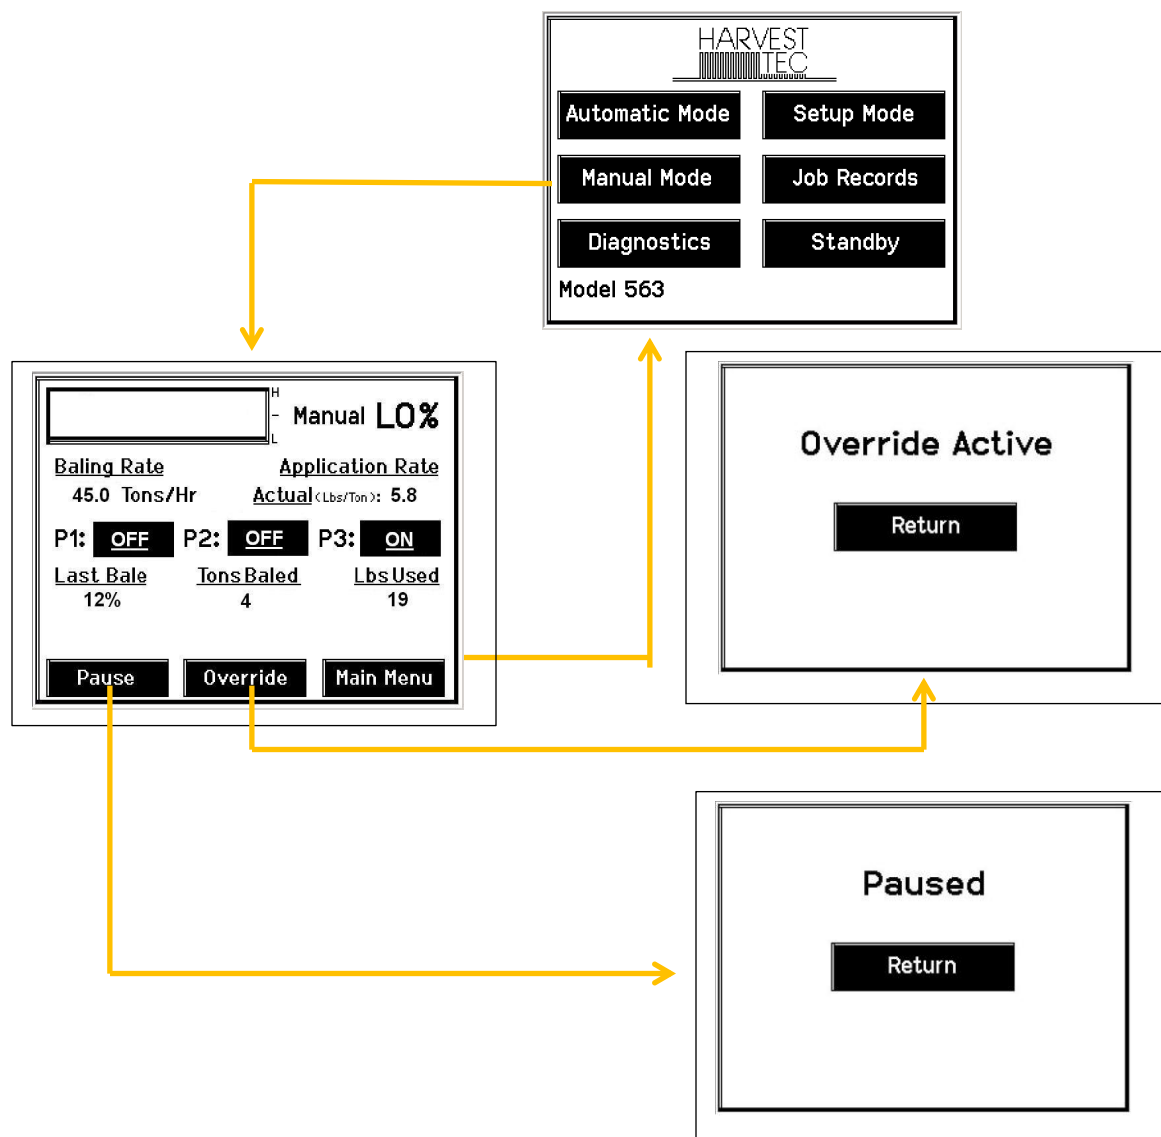 HARVEST
TEC
Automatic Mode Setup Mode
Manual Mode Job Records
Diagnostics Standby
Model 563
H
-
L
Manual LO%
Baling Rate Application Rate
45.0 Tons/Hr Actual (Lbs/Ton): 5.8
P1: OFF P2: OFF P3: ON
Last Bale Tons Baled Lbs Used
12% 4 19
Pause Override Main Menu
Override Active
Return
Paused
Return